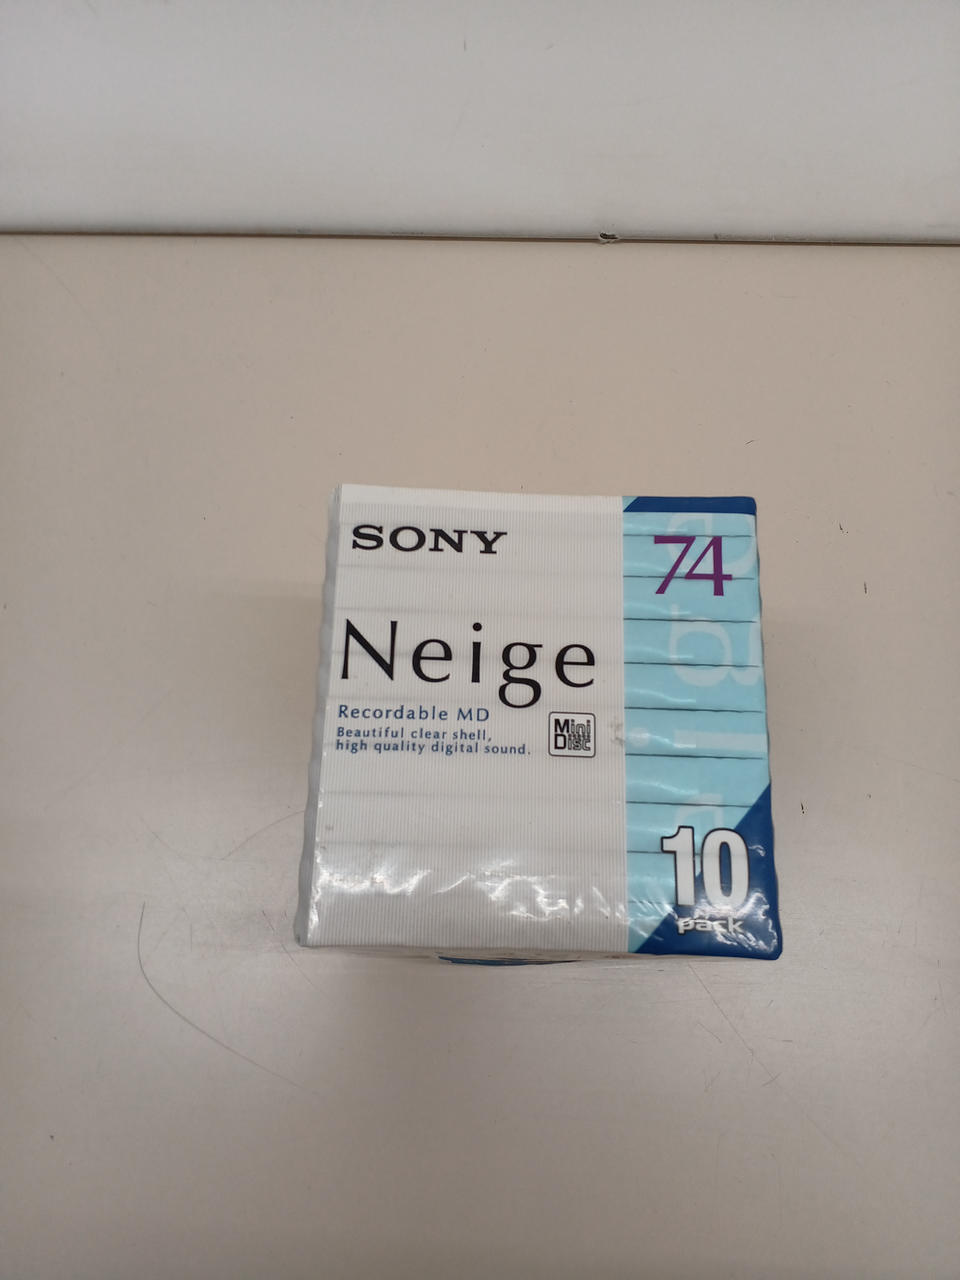 SONY
74
Neige
Recordable MD
Beautiful clear shell,
high quality digital sound.
Mini
Disc
10
pack